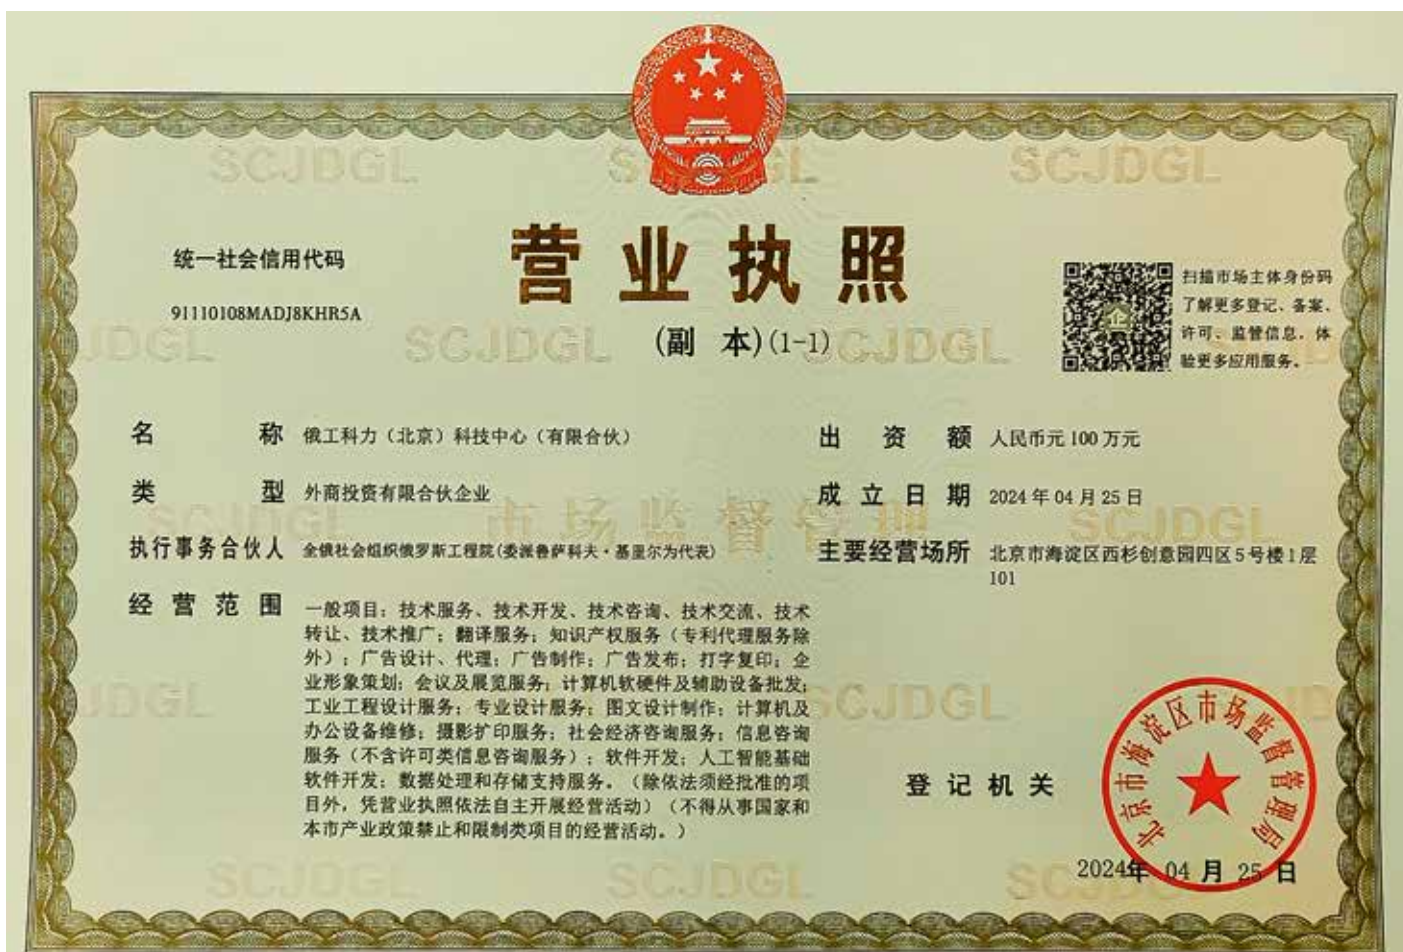 营业执照
(副 本)(1-1)
统一社会信用代码
91110108MADJ8KHR5A
扫描市场主体身份码
了解更多登记、备案、
许可、监管信息，体
验更多应用服务。
名 称 俄工科力（北京）科技中心（有限合伙）
类 型 外商投资有限合伙企业
执行事务合伙人 全俄社会组织俄罗斯工程院(委派鲁萨科夫·基里尔为代表)
经 营 范 围 一般项目：技术服务、技术开发、技术咨询、技术交流、技术
转让、技术推广；翻译服务；知识产权服务（专利代理服务除
外）；广告设计、代理；广告制作；广告发布；打字复印；企
业形象策划；会议及展览服务；计算机软硬件及辅助设备批发；
工业工程设计服务；专业设计服务；图文设计制作；计算机及
办公设备维修；摄影扩印服务；社会经济咨询服务；信息咨询
服务（不含许可类信息咨询服务）；软件开发；人工智能基础
软件开发；数据处理和存储支持服务。（除依法须经批准的项
目外，凭营业执照依法自主开展经营活动）（不得从事国家和
本市产业政策禁止和限制类项目的经营活动。）
出 资 额 人民币元100万元
成 立 日 期 2024年04月25日
主要经营场所 北京市海淀区西杉创意园四区5号楼1层
101
登 记 机 关
北京市海淀区市场监督管理局
2024年 04 月 25 日
SCJDGL
市场监督管理